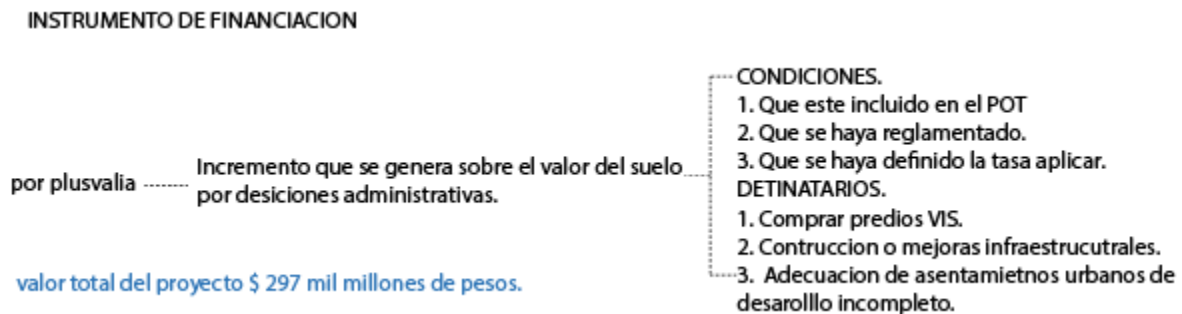 INSTRUMENTO DE FINANCIACION
por plusvalia
Incremento que se genera sobre el valor del suelo
por desiciones administrativas.
CONDICIONES.
1. Que este incluido en el POT
2. Que se haya reglamentado.
3. Que se haya definido la tasa aplicar.
DETINATARIOS.
1. Comprar predios VIS.
2. Contruccion o mejoras infraestrucutrales.
3. Adecuacion de asentamietnos urbanos de
desarolllo incompleto.
valor total del proyecto $ 297 mil millones de pesos.